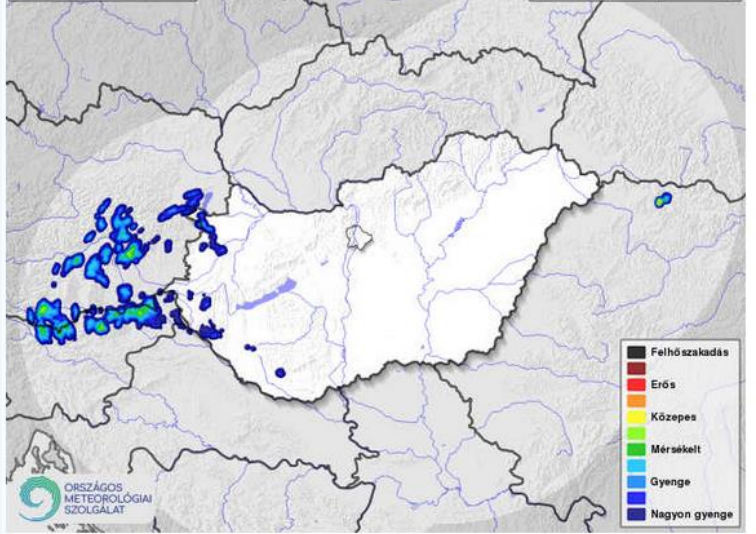 Felhőszakadás
Erős
Közepes
Mérsékelt
Gyenge
Nagyon gyenge
ORSZÁGOS
METEOROLÓGIAI
SZOLGÁLAT